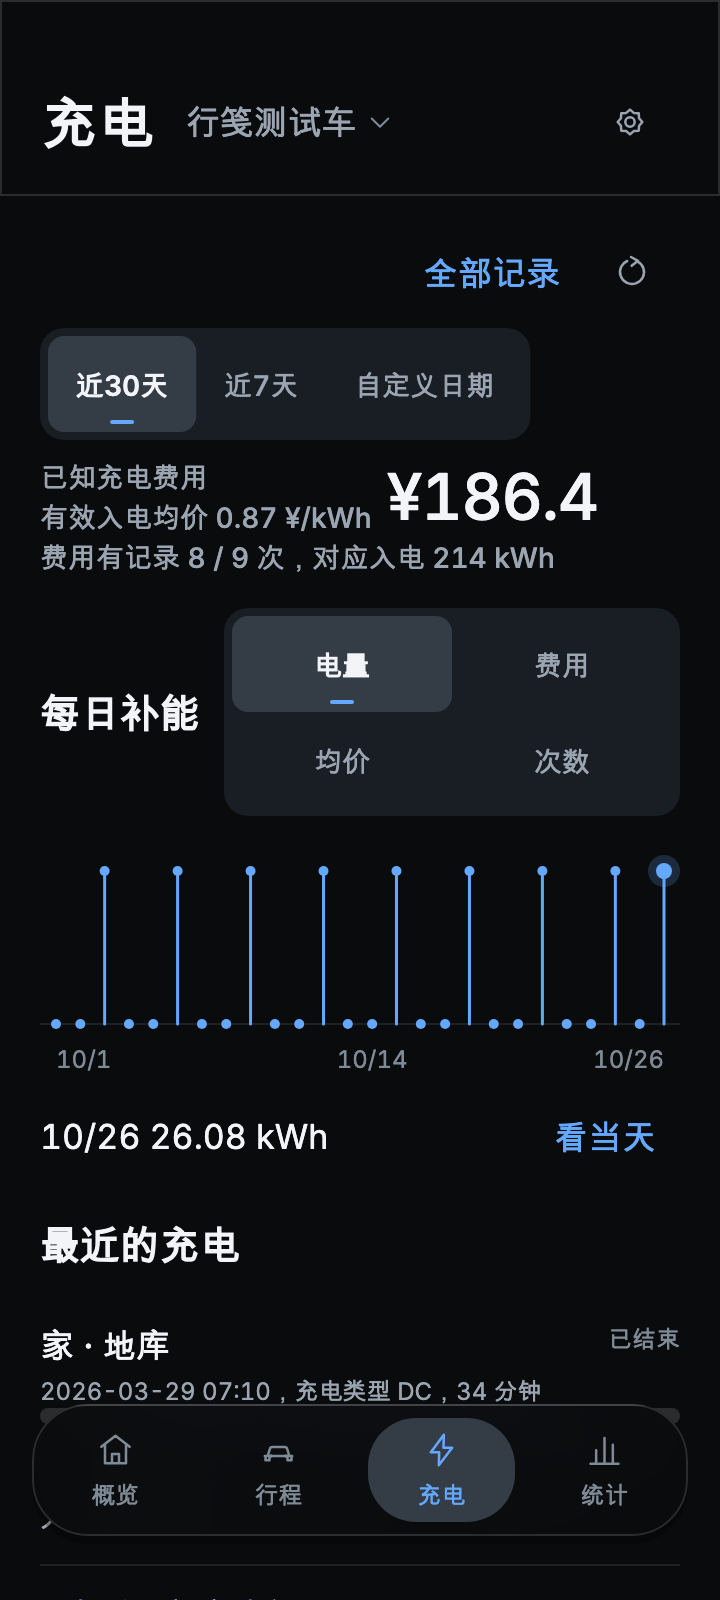 充电 行笺测试车
全部记录
近30天 近7天 自定义日期
已知充电费用
有效入电均价 0.87 ¥/kWh ¥186.4
费用有记录 8 / 9 次，对应入电 214 kWh
每日补能
电量 费用
均价 次数
10/1 10/14 10/26
10/26 26.08 kWh 看当天
最近的充电
家 · 地库 已结束
2026-03-29 07:10，充电类型 DC，34 分钟
概览 行程 充电 统计